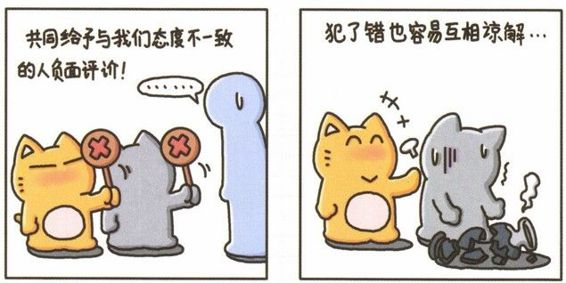 共同给予与我们态度不一致
的人负面评价！
……
犯了错也容易互相谅解…